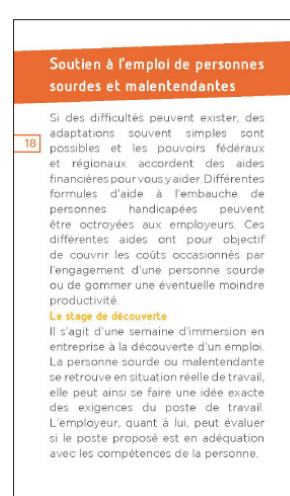 Soutien à l'emploi de personnes
sourdes et malentendantes
Si des difficultés peuvent exister, des
adaptations souvent simples sont
18
possibles et les pouvoirs fédéraux
et régionaux accordent des aides
financières pour vous y aider. Différentes
formules d'aide à l'embauche de
personnes handicapées peuvent
être octroyées aux employeurs. Ces
différentes aides ont pour objectif
de couvrir les coûts occasionnés par
l'engagement d'une personne sourde
ou de gommer une éventuelle moindre
productivité.
Le stage de découverte
Il s'agit d'une semaine d'immersion en
entreprise à la découverte d'un emploi.
La personne sourde ou malentendante
se retrouve en situation réelle de travail,
elle peut ainsi se faire une idée exacte
des exigences du poste de travail.
L'employeur, quant à lui, peut évaluer
si le poste proposé est en adéquation
avec les compétences de la personne.